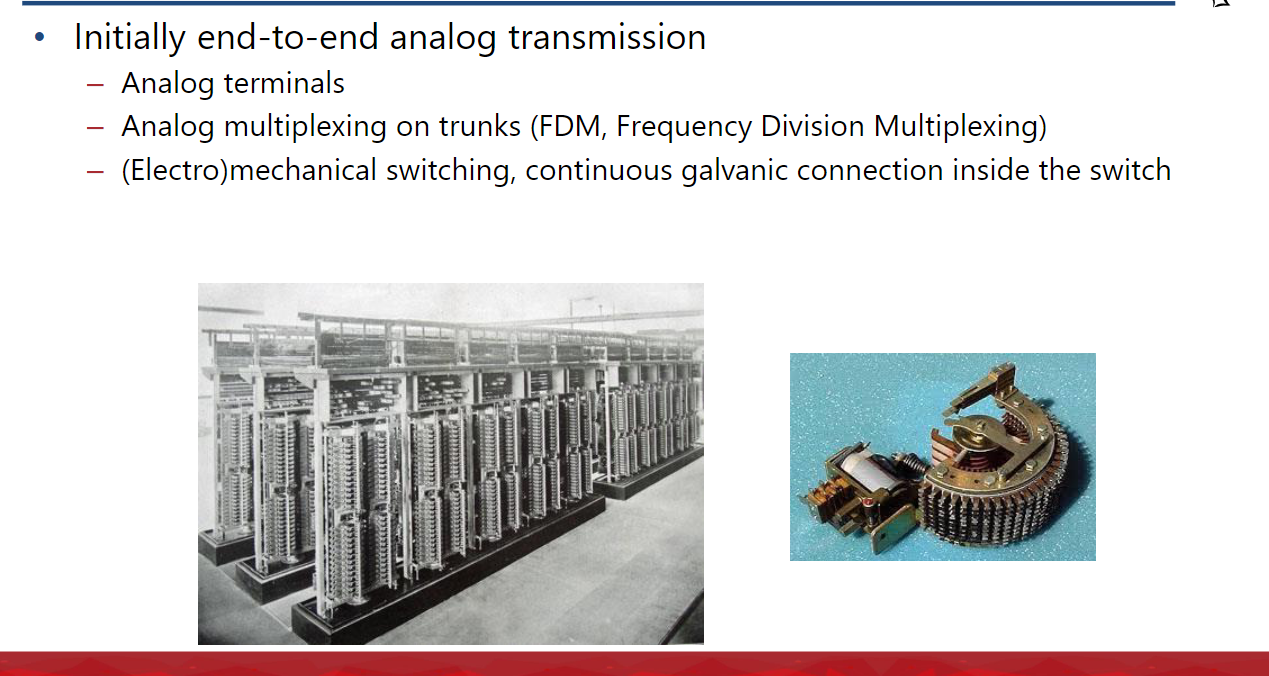 • Initially end-to-end analog transmission
– Analog terminals
– Analog multiplexing on trunks (FDM, Frequency Division Multiplexing)
– (Electro)mechanical switching, continuous galvanic connection inside the switch